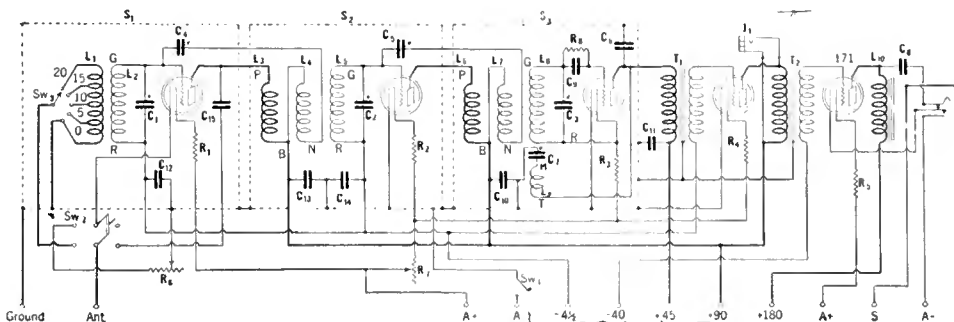 S₁ S₂ S₃
C₄ C₅ R₈ C₆ J₁
L₁ G L₂ L₃ P L₄ L₅ G L₆ P L₇ G L₈ C₉ T₁ T₂ 171 L₁₀ C₈
20 15 10 5 0
Sw₃
C₁ C₁₅ C₂ C₃ C₁₁
R R₁ B N R R₂ B N C₇ R R₃ R₄ R₅
C₁₂ C₁₃ C₁₄ C₁₀ M T
Sw₂
R₆ R₇ Sw₁
Ground Ant. A+ A -4½ -40 +45 +90 +180 A+ S A-